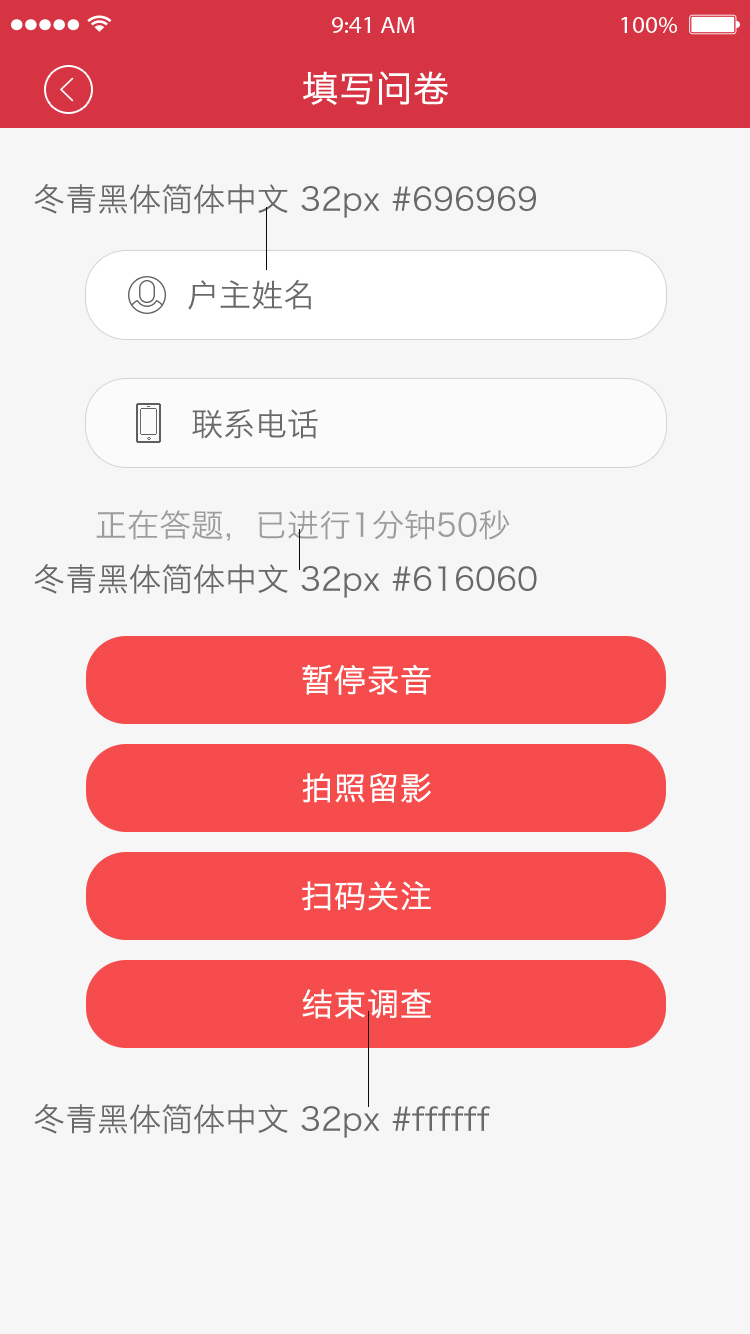 9:41 AM 100%
填写问卷
冬青黑体简体中文 32px #696969
户主姓名
联系电话
正在答题，已进行1分钟50秒
冬青黑体简体中文 32px #616060
暂停录音
拍照留影
扫码关注
结束调查
冬青黑体简体中文 32px #ffffff